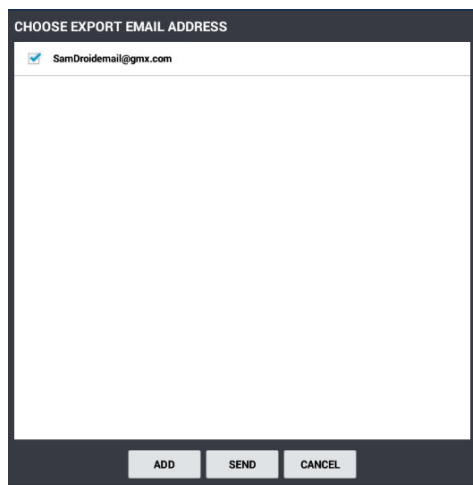 CHOOSE EXPORT EMAIL ADDRESS
SamDroidemail@gmx.com
ADD SEND CANCEL